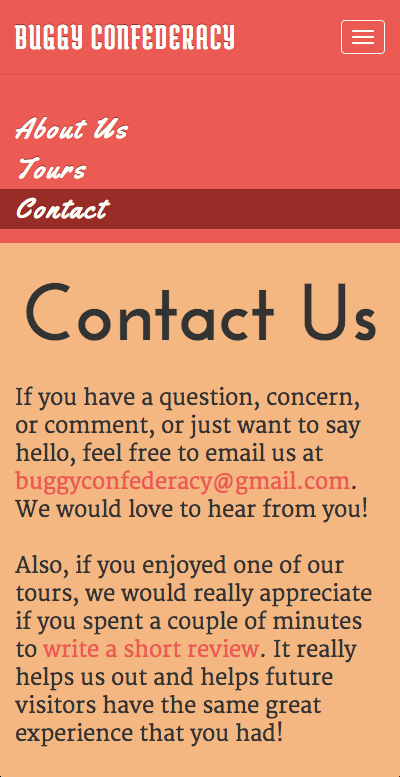 BUGGY CONFEDERACY
About Us
Tours
Contact
Contact Us
If you have a question, concern,
or comment, or just want to say
hello, feel free to email us at
buggyconfederacy@gmail.com.
We would love to hear from you!
Also, if you enjoyed one of our
tours, we would really appreciate
if you spent a couple of minutes
to write a short review. It really
helps us out and helps future
visitors have the same great
experience that you had!